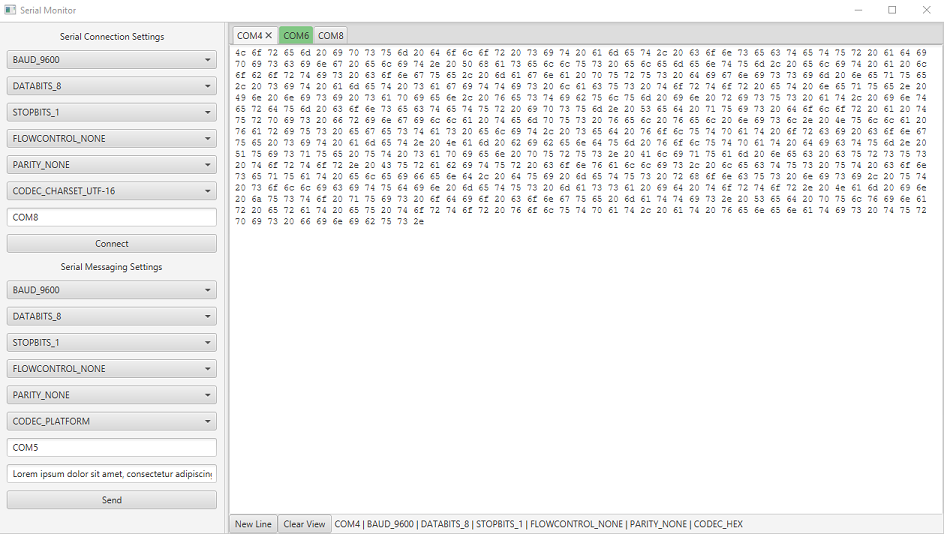 Serial Monitor
Serial Connection Settings
BAUD_9600
DATABITS_8
STOPBITS_1
FLOWCONTROL_NONE
PARITY_NONE
CODEC_CHARSET_UTF-16
COM8
Connect
Serial Messaging Settings
BAUD_9600
DATABITS_8
STOPBITS_1
FLOWCONTROL_NONE
PARITY_NONE
CODEC_PLATFORM
COM5
Lorem ipsum dolor sit amet, consectetur adipiscing
Send
COM4 × COM6 COM8
4c 6f 72 65 6d 20 69 70 73 75 6d 20 64 6f 6c 6f 72 20 73 69 74 20 61 6d 65 74 2c 20 63 6f 6e 73 65 63 74 65 74 75 72 20 61 64 69
70 69 73 63 69 6e 67 20 65 6c 69 74 2e 20 50 68 61 73 65 6c 6c 75 73 20 65 6c 65 6d 65 6e 74 75 6d 2c 20 65 6c 69 74 20 61 20 6c
6f 62 6f 72 74 69 73 20 63 6f 6e 67 75 65 2c 20 6d 61 67 6e 61 20 70 75 72 75 73 20 64 69 67 6e 69 73 73 69 6d 20 6e 65 71 75 65
2c 20 73 69 74 20 61 6d 65 74 20 73 61 67 69 74 74 69 73 20 6c 61 63 75 73 20 74 6f 72 74 6f 72 20 65 74 20 6e 65 71 75 65 2e 20
49 6e 20 6e 69 73 69 20 73 61 70 69 65 6e 2c 20 76 65 73 74 69 62 75 6c 75 6d 20 69 6e 20 72 69 73 75 73 20 61 74 2c 20 69 6e 74
65 72 64 75 6d 20 63 6f 6e 73 65 63 74 65 74 75 72 20 69 70 73 75 6d 2e 20 53 65 64 20 71 75 69 73 20 64 6f 6c 6f 72 20 61 20 74
75 72 70 69 73 20 66 72 69 6e 67 69 6c 6c 61 20 74 65 6d 70 75 73 20 76 65 6c 20 76 65 6c 20 6e 69 73 6c 2e 20 4e 75 6c 6c 61 20
76 61 72 69 75 73 20 65 67 65 73 74 61 73 20 65 6c 69 74 2c 20 73 65 64 20 76 6f 6c 75 74 70 61 74 20 6f 72 63 69 20 63 6f 6e 67
75 65 20 73 69 74 20 61 6d 65 74 2e 20 4e 61 6d 20 62 69 62 65 6e 64 75 6d 20 76 6f 6c 75 74 70 61 74 20 64 69 63 74 75 6d 2e 20
51 75 69 73 71 75 65 20 75 74 20 73 61 70 69 65 6e 20 70 75 72 75 73 2e 20 41 6c 69 71 75 61 6d 20 6e 65 63 20 63 75 72 73 75 73
20 74 6f 72 74 6f 72 2e 20 43 75 72 61 62 69 74 75 72 20 63 6f 6e 76 61 6c 6c 69 73 2c 20 6c 65 63 74 75 73 20 75 74 20 63 6f 6e
73 65 71 75 61 74 20 65 6c 65 69 66 65 6e 64 2c 20 64 75 69 20 6d 65 74 75 73 20 72 68 6f 6e 63 75 73 20 6e 69 73 69 2c 20 75 74
20 73 6f 6c 6c 69 63 69 74 75 64 69 6e 20 6d 65 74 75 73 20 6d 61 73 73 61 20 69 64 20 74 6f 72 74 6f 72 2e 20 4e 61 6d 20 69 6e
20 6a 75 73 74 6f 20 71 75 69 73 20 6f 64 69 6f 20 63 6f 6e 67 75 65 20 6d 61 74 74 69 73 2e 20 53 65 64 20 70 75 6c 76 69 6e 61
72 20 65 72 61 74 20 65 75 20 74 6f 72 74 6f 72 20 76 6f 6c 75 74 70 61 74 2c 20 61 74 20 76 65 6e 65 6e 61 74 69 73 20 74 75 72
70 69 73 20 66 69 6e 69 62 75 73 2e
New Line Clear View COM4 | BAUD_9600 | DATABITS_8 | STOPBITS_1 | FLOWCONTROL_NONE | PARITY_NONE | CODEC_HEX